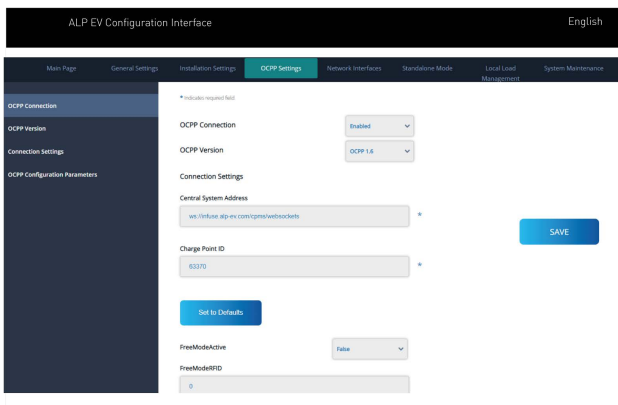 ALP EV Configuration Interface
English
Main Page
General Settings
Installation Settings
OCPP Settings
Network Interfaces
Standalone Mode
Local Load
Management
System Maintenance
OCPP Connection
OCPP Version
Connection Settings
OCPP Configuration Parameters
* Indicates required field
OCPP Connection
Enabled
OCPP Version
OCPP 1.6
Connection Settings
Central System Address
ws://infuse.alp-ev.com/cpms/websockets
*
Charge Point ID
63370
*
SAVE
Set to Defaults
FreeModeActive
False
FreeModeRFID
0